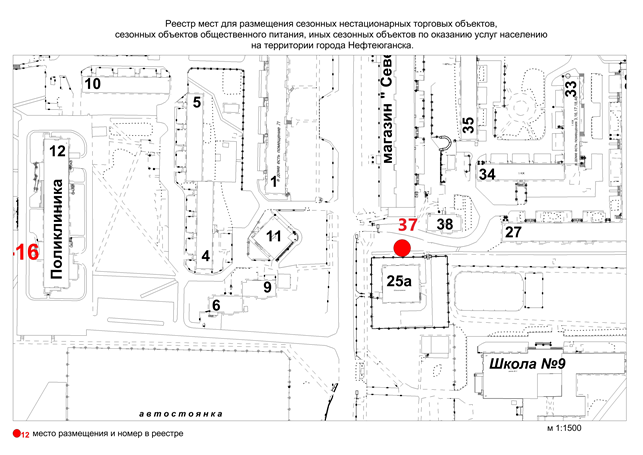 Реестр мест для размещения сезонных нестационарных торговых объектов,
сезонных объектов общественного питания, иных сезонных объектов по оказанию услуг населению
на территории города Нефтеюганска.
10
5
магазин " Севе
33
35
12
Поликлиника
1
34
37
38
27
11
16
4
25а
9
6
Школа №9
автостоянка
м 1:1500
12 место размещения и номер в реестре